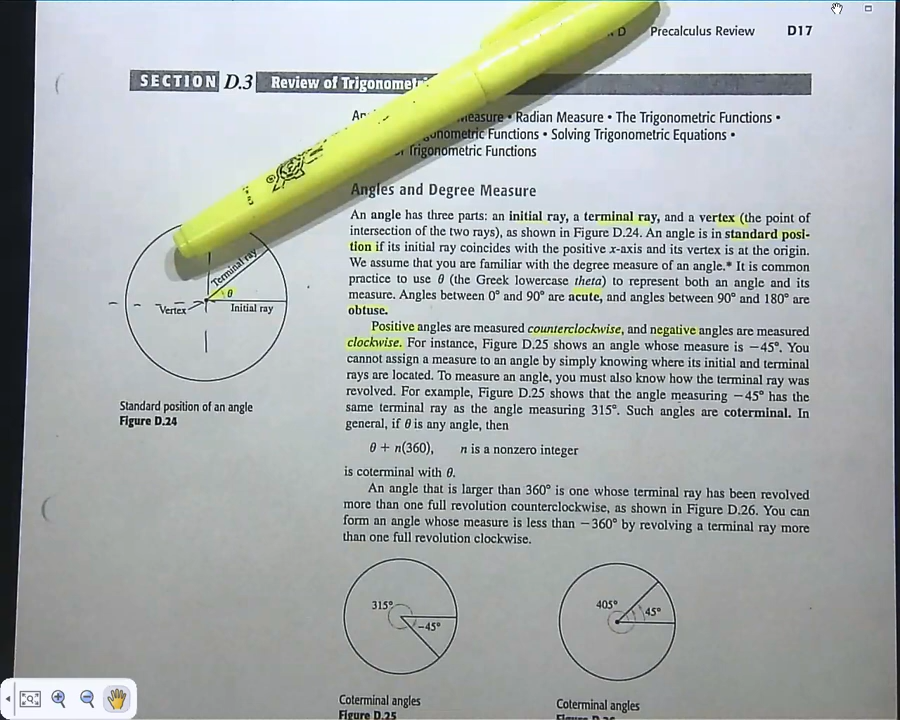 D Precalculus Review D17
SECTION D.3 Review of Trigonometri
Measure • Radian Measure • The Trigonometric Functions •
Trigonometric Functions • Solving Trigonometric Equations •
Trigonometric Functions
Angles and Degree Measure
An angle has three parts: an initial ray, a terminal ray, and a vertex (the point of
intersection of the two rays), as shown in Figure D.24. An angle is in standard posi-
tion if its initial ray coincides with the positive x-axis and its vertex is at the origin.
We assume that you are familiar with the degree measure of an angle.* It is common
practice to use θ (the Greek lowercase theta) to represent both an angle and its
measure. Angles between 0° and 90° are acute, and angles between 90° and 180° are
obtuse.
Positive angles are measured counterclockwise, and negative angles are measured
clockwise. For instance, Figure D.25 shows an angle whose measure is −45°. You
cannot assign a measure to an angle by simply knowing where its initial and terminal
rays are located. To measure an angle, you must also know how the terminal ray was
revolved. For example, Figure D.25 shows that the angle measuring −45° has the
same terminal ray as the angle measuring 315°. Such angles are coterminal. In
general, if θ is any angle, then
θ + n(360), n is a nonzero integer
is coterminal with θ.
An angle that is larger than 360° is one whose terminal ray has been revolved
more than one full revolution counterclockwise, as shown in Figure D.26. You can
form an angle whose measure is less than −360° by revolving a terminal ray more
than one full revolution clockwise.
Terminal ray
θ
Vertex
Initial ray
Standard position of an angle
Figure D.24
315°
−45°
Coterminal angles
Figure D.25
405°
45°
Coterminal angles
Figure D.26